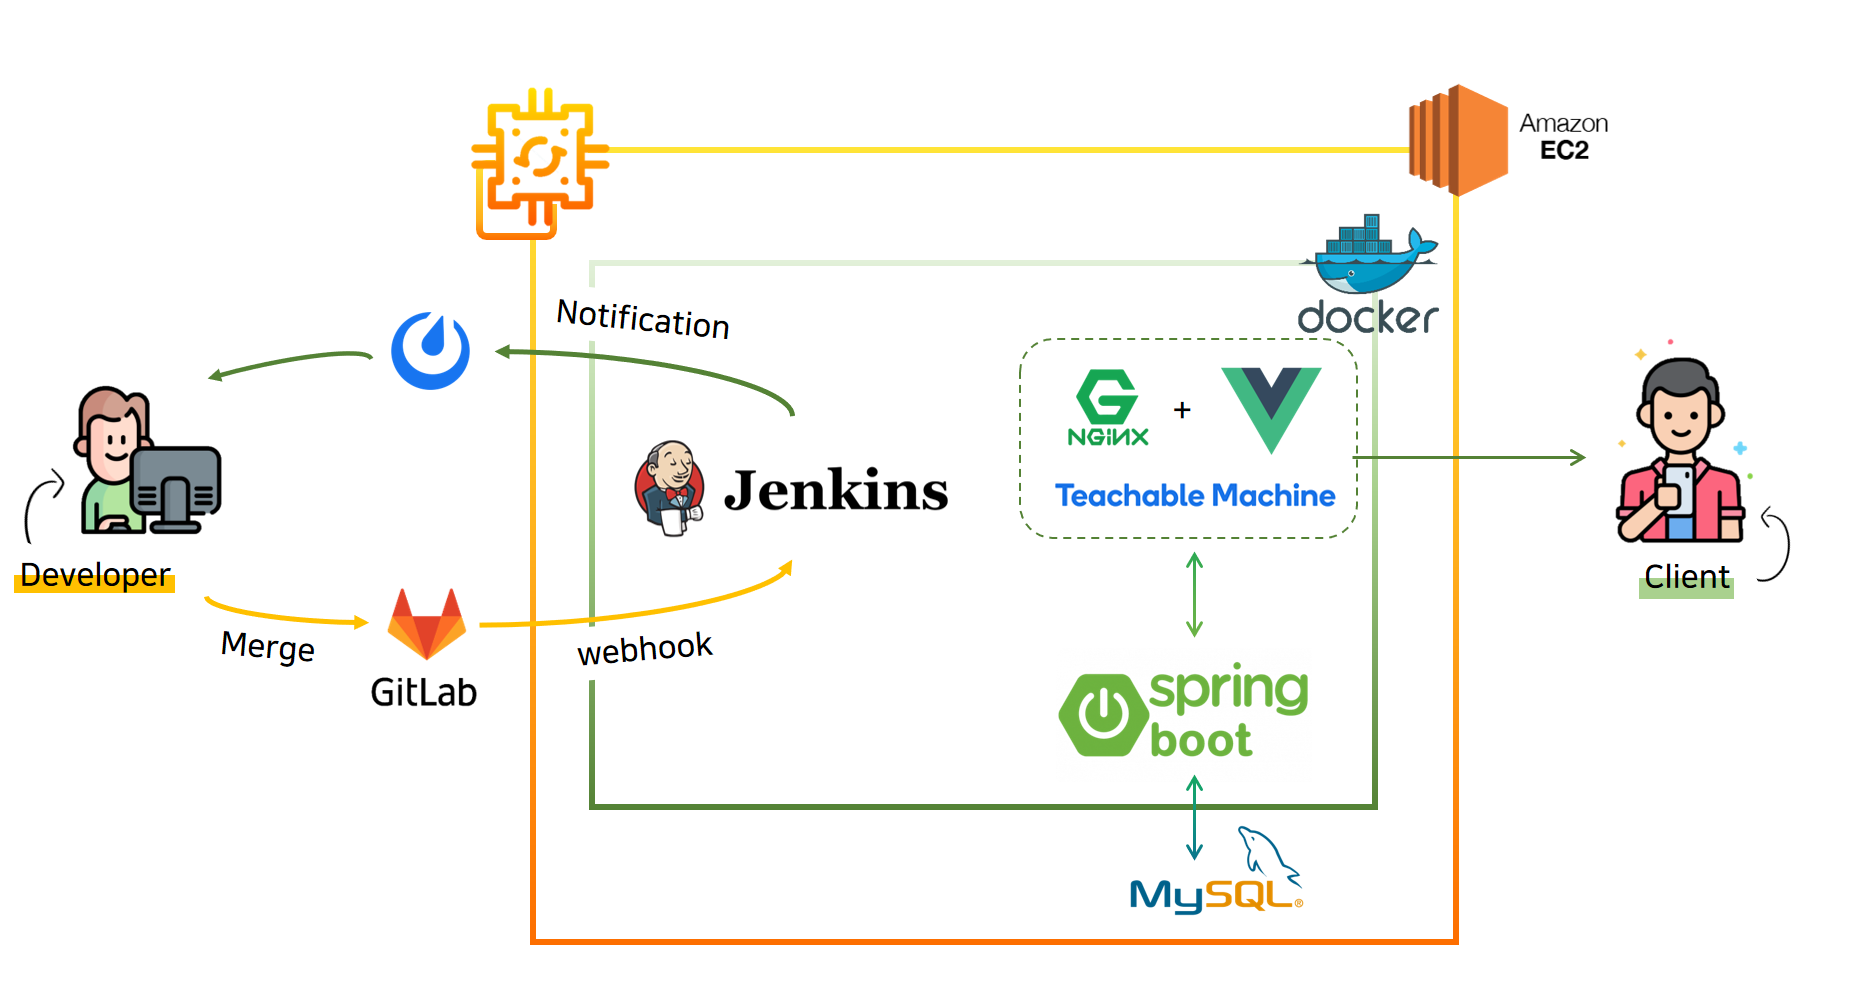 Amazon
EC2
docker
Notification
NGiNX
+
Teachable Machine
Jenkins
Developer
Client
Merge
webhook
GitLab
spring
boot
MySQL®